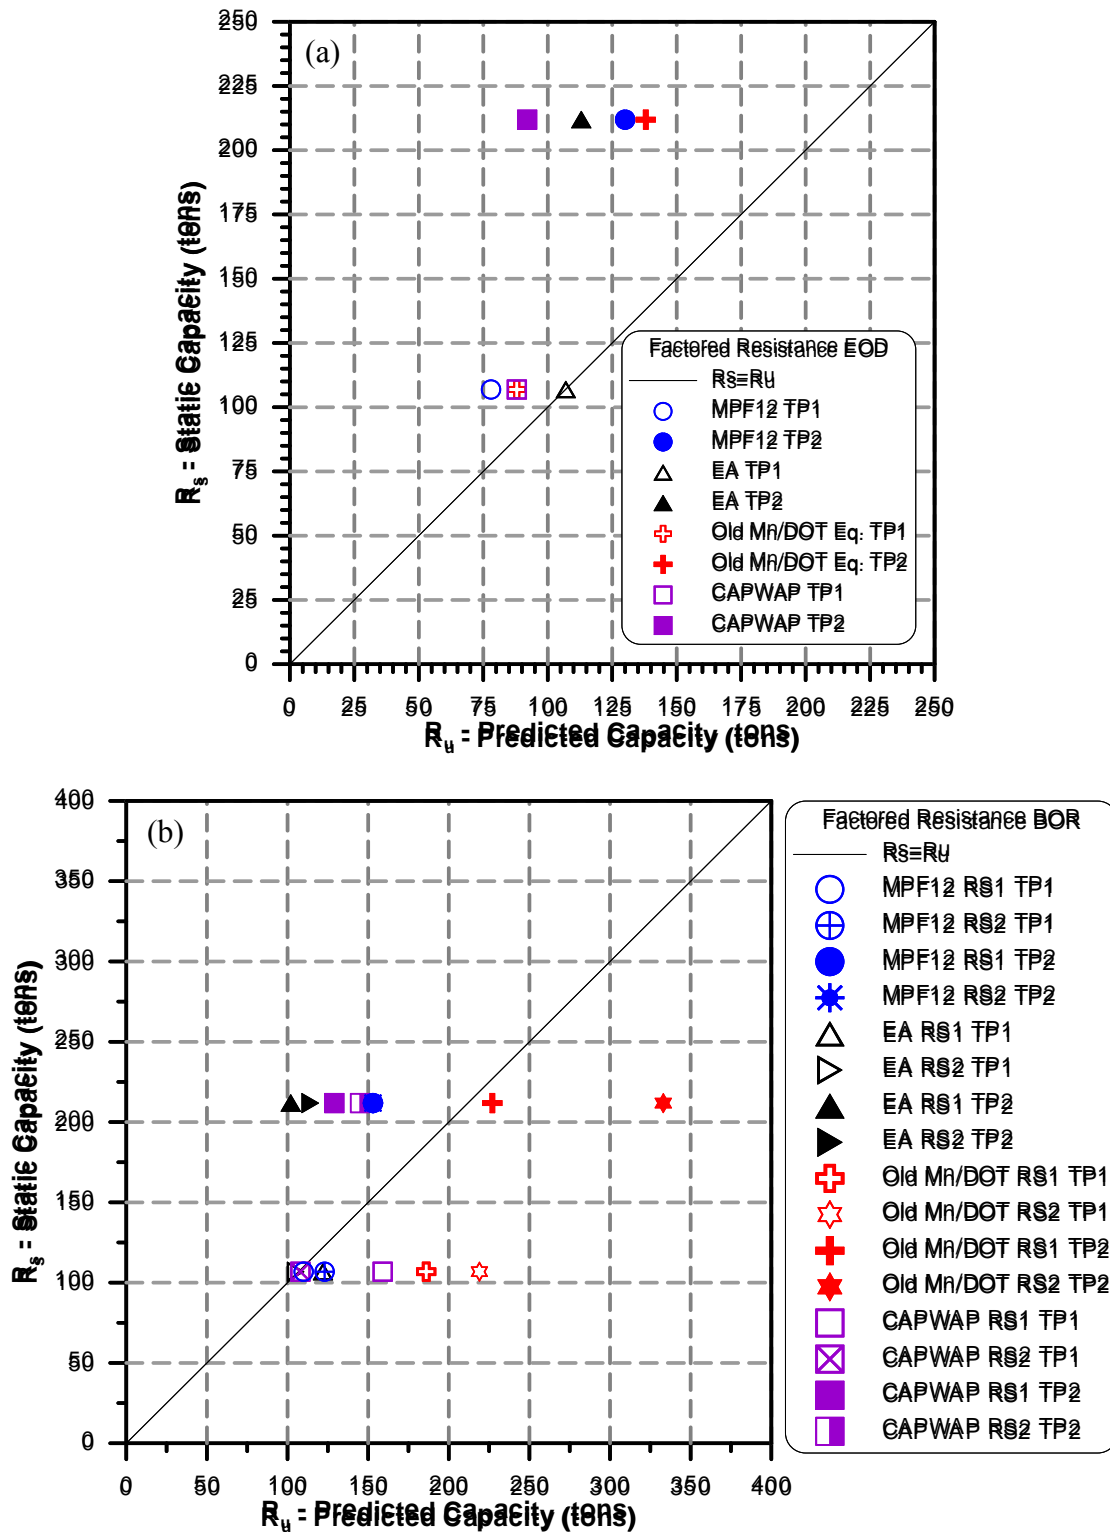 (a)
250
225
200
175
150
125
100
75
50
25
0
R_s - Static Capacity (tons)
Factored Resistance EOD
Rs=Ru
MPF12 TP1
MPF12 TP2
EA TP1
EA TP2
Old Mn/DOT Eq. TP1
Old Mn/DOT Eq. TP2
CAPWAP TP1
CAPWAP TP2
0 25 50 75 100 125 150 175 200 225 250
R_u - Predicted Capacity (tons)
(b)
400
350
300
250
200
150
100
50
0
R_s - Static Capacity (tons)
Factored Resistance BOR
Rs=Ru
MPF12 RS1 TP1
MPF12 RS2 TP1
MPF12 RS1 TP2
MPF12 RS2 TP2
EA RS1 TP1
EA RS2 TP1
EA RS1 TP2
EA RS2 TP2
Old Mn/DOT RS1 TP1
Old Mn/DOT RS2 TP1
Old Mn/DOT RS1 TP2
Old Mn/DOT RS2 TP2
CAPWAP RS1 TP1
CAPWAP RS2 TP1
CAPWAP RS1 TP2
CAPWAP RS2 TP2
0 50 100 150 200 250 300 350 400
R_u - Predicted Capacity (tons)